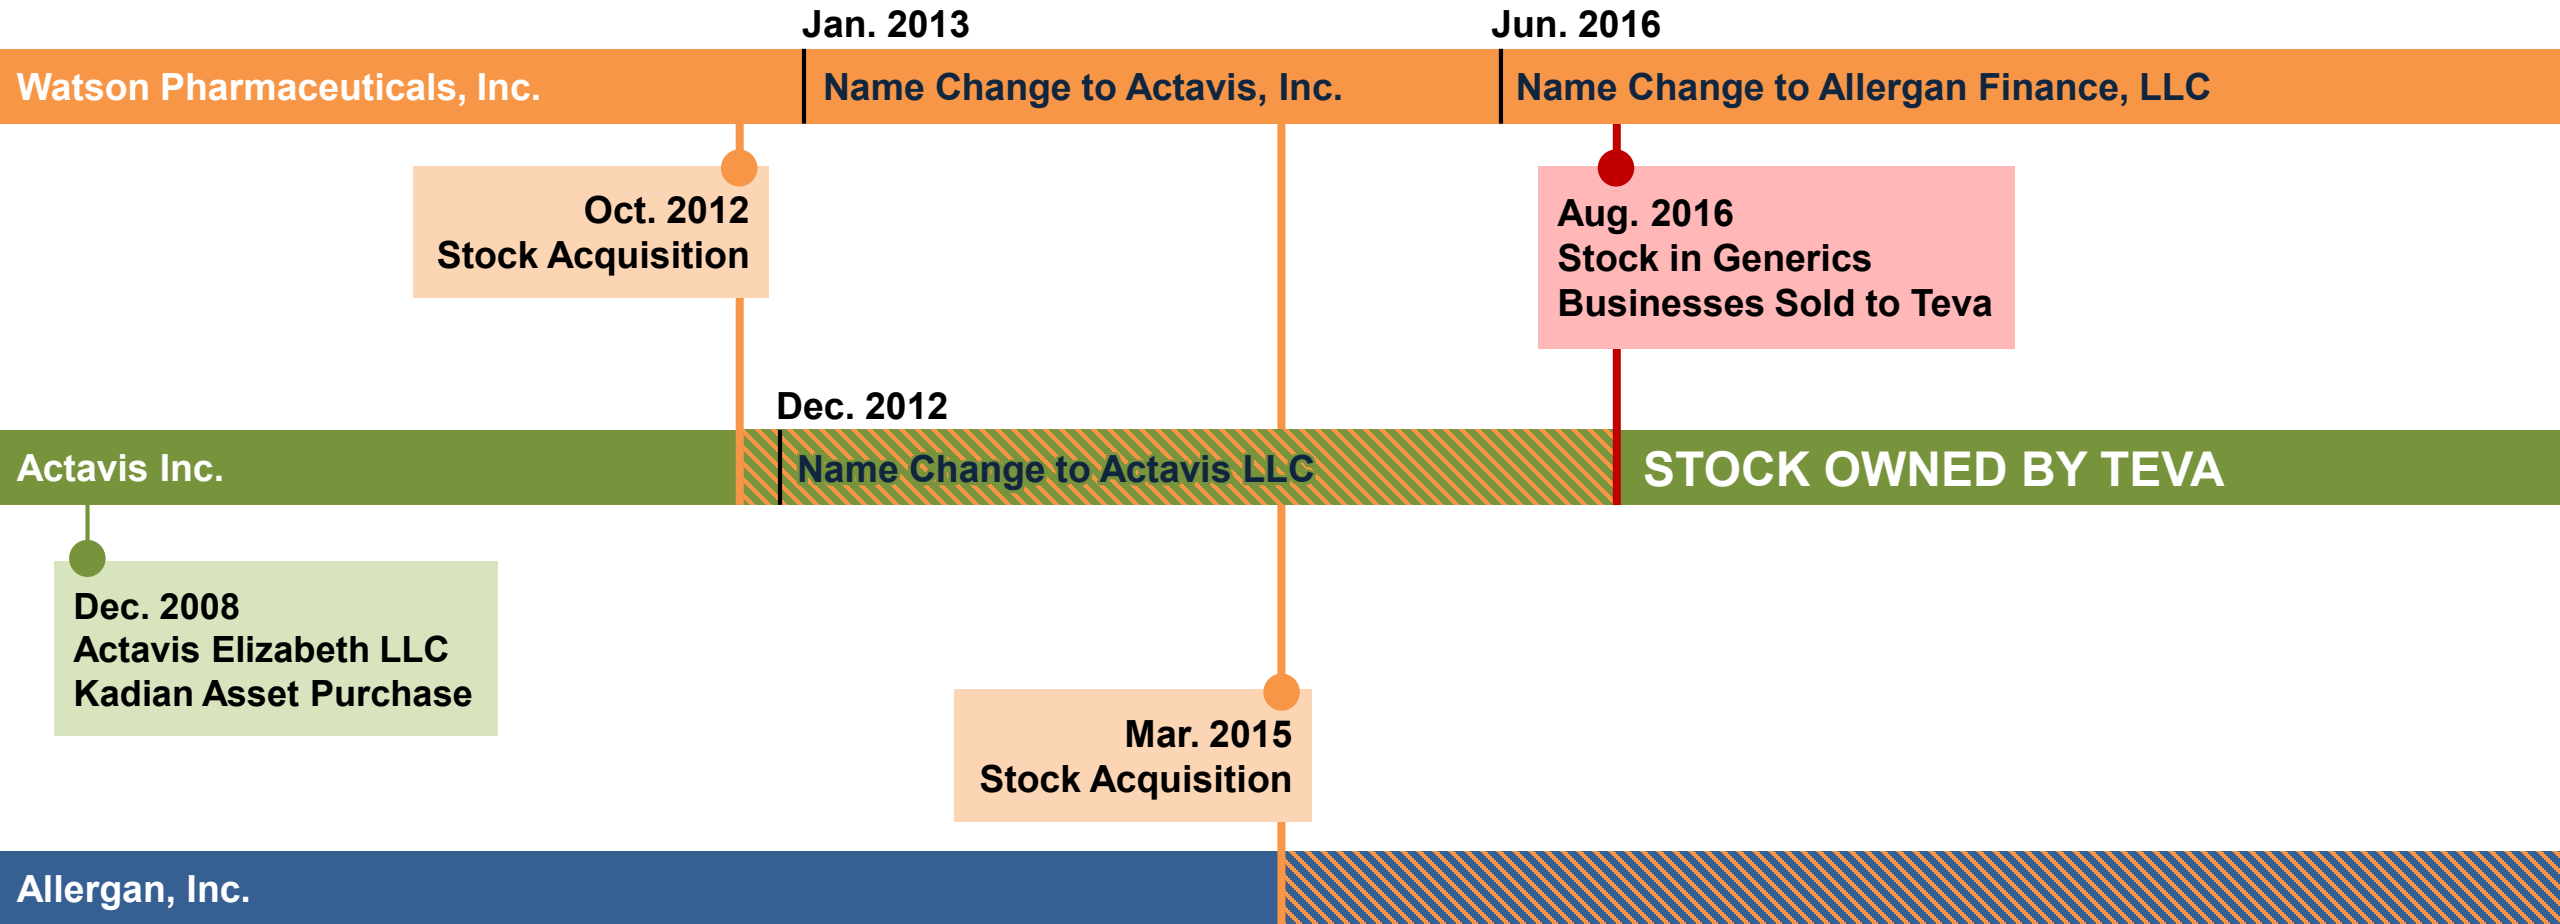 Jan. 2013
Jun. 2016
Watson Pharmaceuticals, Inc.
Name Change to Actavis, Inc.
Name Change to Allergan Finance, LLC
Oct. 2012
Stock Acquisition
Aug. 2016
Stock in Generics
Businesses Sold to Teva
Dec. 2012
Actavis Inc.
Name Change to Actavis LLC
STOCK OWNED BY TEVA
Dec. 2008
Actavis Elizabeth LLC
Kadian Asset Purchase
Mar. 2015
Stock Acquisition
Allergan, Inc.